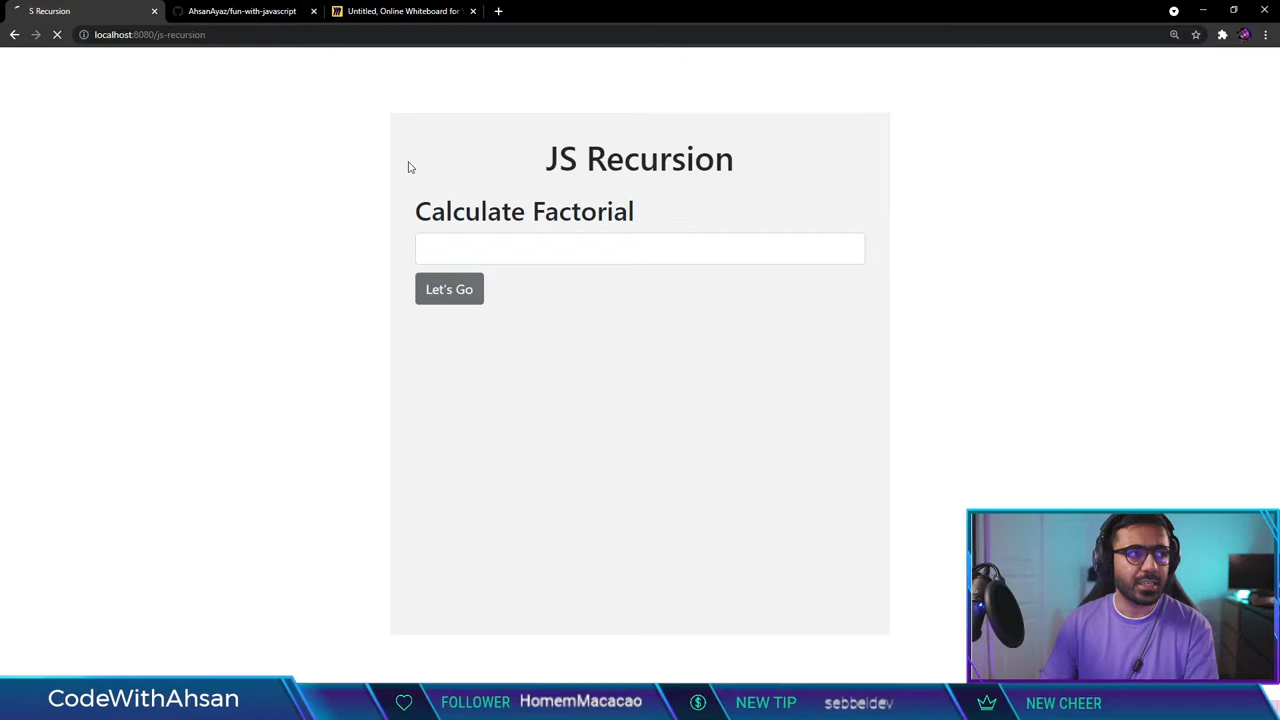 S Recursion
AhsanAyaz/fun-with-javascript
Untitled, Online Whiteboard for
localhost:8080/js-recursion
JS Recursion
Calculate Factorial
Let's Go
CodeWithAhsan
FOLLOWER HomemMacacao
NEW TIP sebbeldev
NEW CHEER